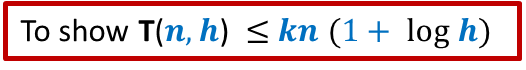 To show T(n, h) ≤ kn (1 + log h)